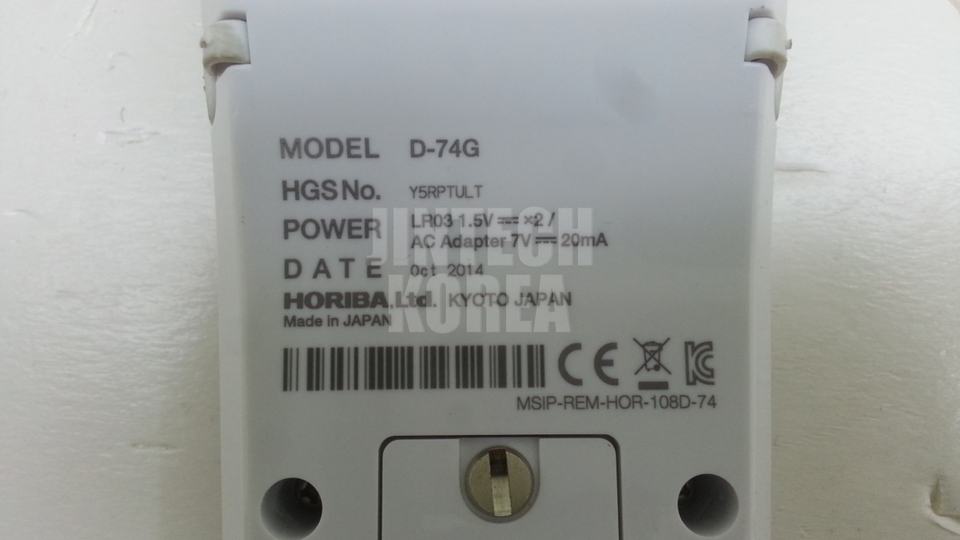 MODEL D-74G
HGS No. Y5RPTULT
POWER LR03 1.5V ⎓ ×2 /
AC Adapter 7V ⎓ 20mA
DATE Oct 2014
HORIBA,Ltd. KYOTO JAPAN
Made in JAPAN
JINTECH
KOREA
CE
MSIP-REM-HOR-108D-74